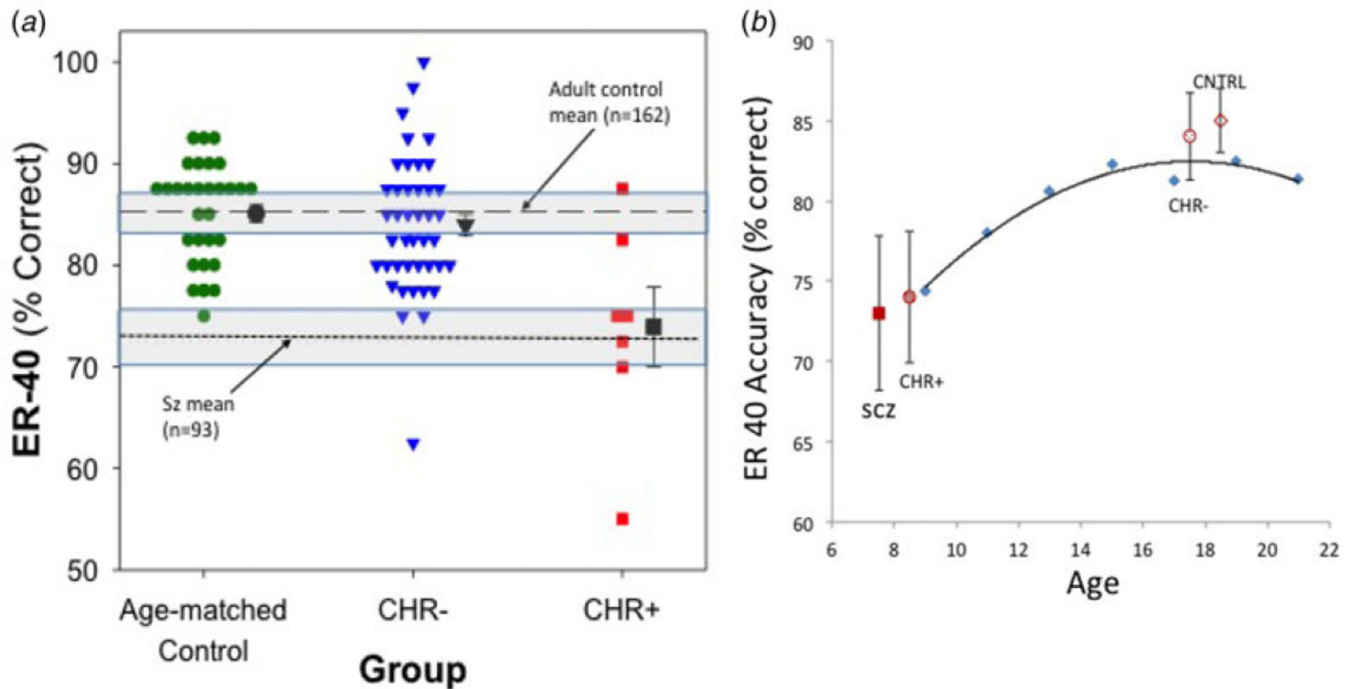 (a)
ER-40 (% Correct)
100
90
80
70
60
50
Adult control
mean (n=162)
Sz mean
(n=93)
Age-matched
Control
CHR-
CHR+
Group
(b)
ER 40 Accuracy (% correct)
90
85
80
75
70
65
60
CNTRL
CHR-
CHR+
SCZ
6 8 10 12 14 16 18 20 22
Age